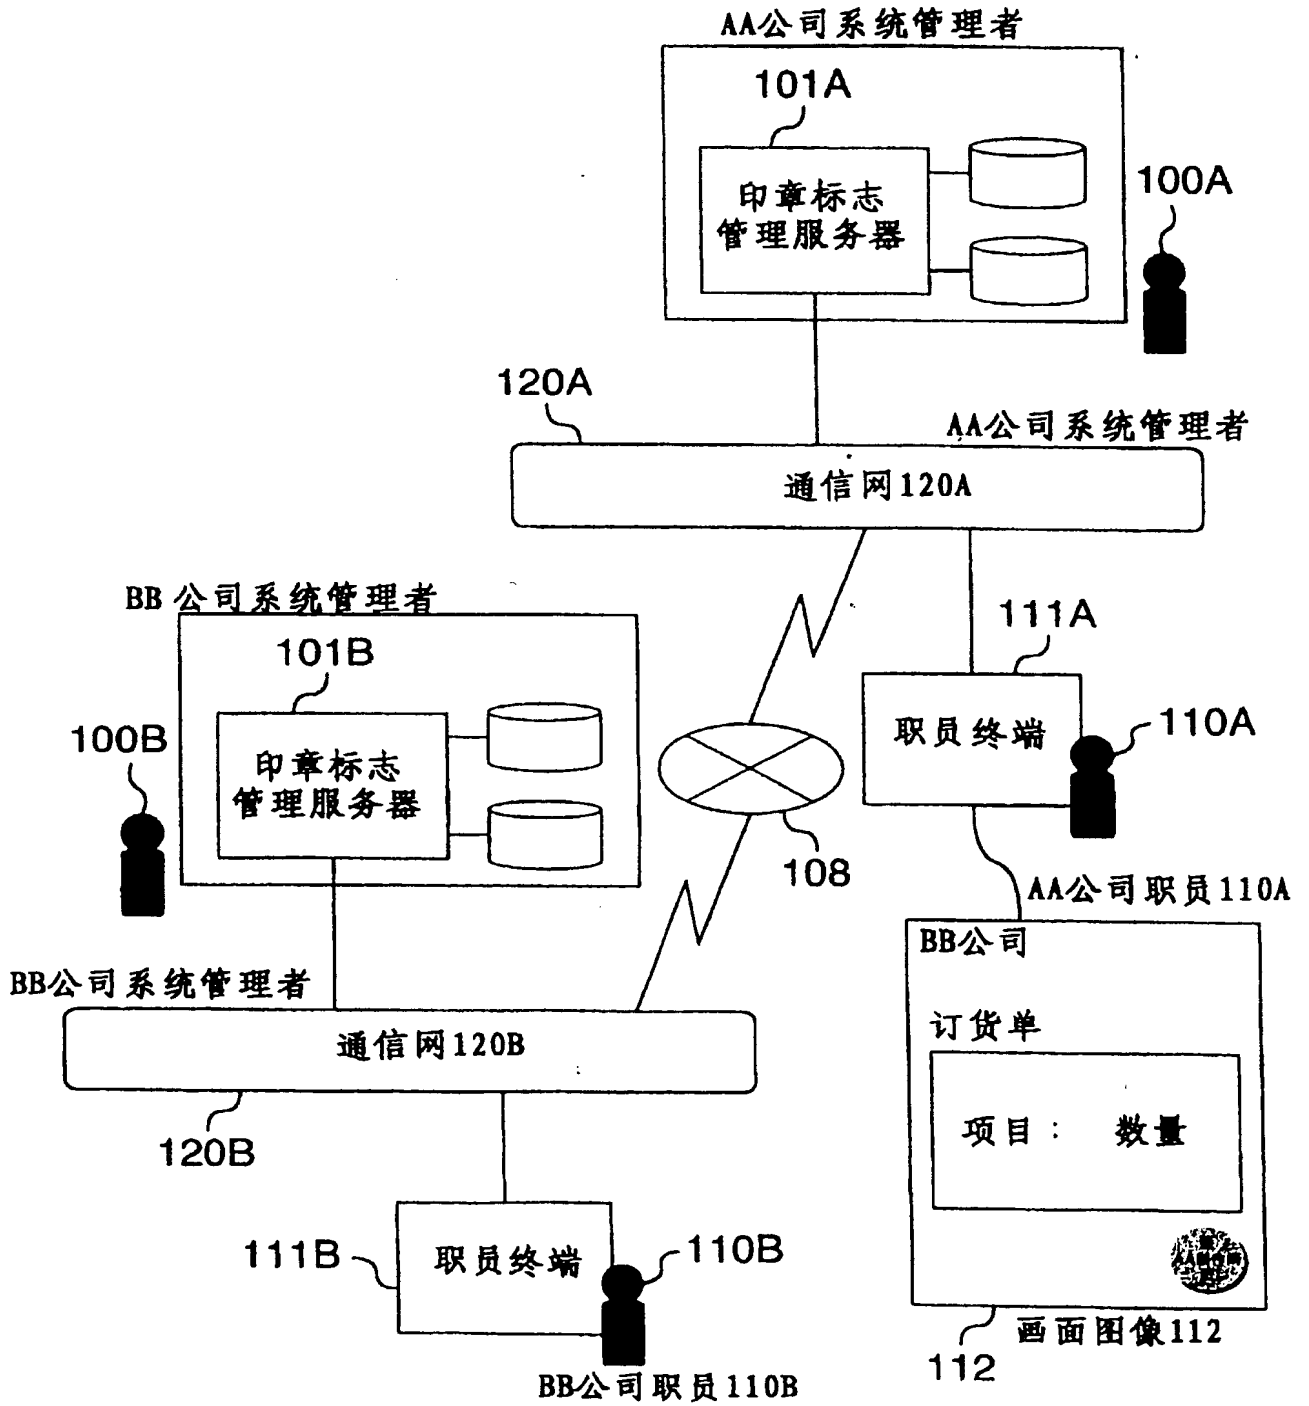 AA公司系统管理者
101A
印章标志
管理服务器
100A
120A
AA公司系统管理者
通信网120A
BB公司系统管理者
101B
印章标志
管理服务器
100B
111A
职员终端
110A
108
AA公司职员110A
BB公司
订货单
项目： 数量
BB公司系统管理者
通信网120B
120B
111B
职员终端
110B
BB公司职员110B
画面图像112
112